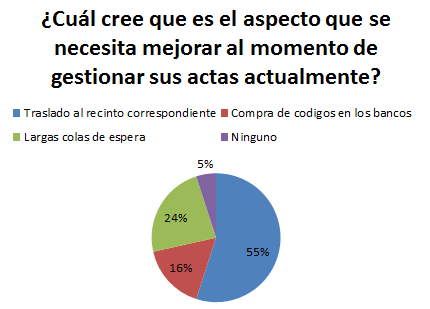 ¿Cuál cree que es el aspecto que se
necesita mejorar al momento de
gestionar sus actas actualmente?
Traslado al recinto correspondiente
Compra de codigos en los bancos
Largas colas de espera
Ninguno
5%
24%
55%
16%